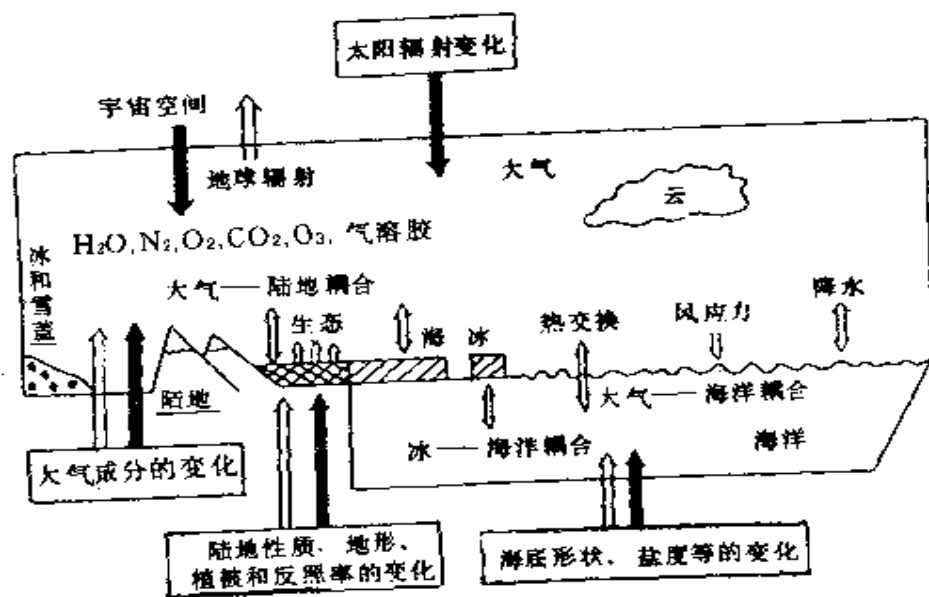 太阳辐射变化
宇宙空间
地球辐射
大气
云
H₂O,N₂,O₂,CO₂,O₃,气溶胶
冰和雪盖
大气——陆地耦合
生态
海 冰
热交换
风应力
降水
陆地
大气——海洋耦合
冰——海洋耦合
海洋
大气成分的变化
陆地性质、地形、
植被和反照率的变化
海底形状、盐度等的变化